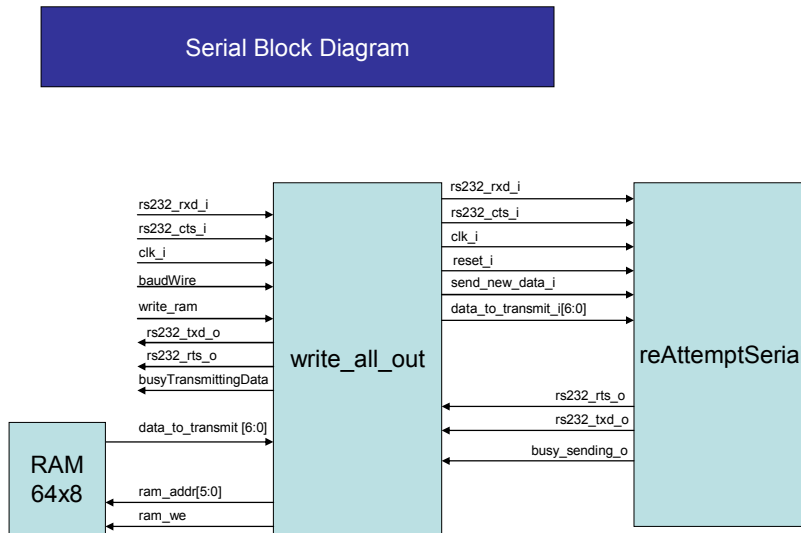 Serial Block Diagram
rs232_rxd_i
rs232_cts_i
clk_i
baudWire
write_ram
rs232_txd_o
rs232_rts_o
busyTransmittingData
data_to_transmit [6:0]
ram_addr[5:0]
ram_we
RAM
64x8
write_all_out
rs232_rxd_i
rs232_cts_i
clk_i
reset_i
send_new_data_i
data_to_transmit_i[6:0]
rs232_rts_o
rs232_txd_o
busy_sending_o
reAttemptSeria